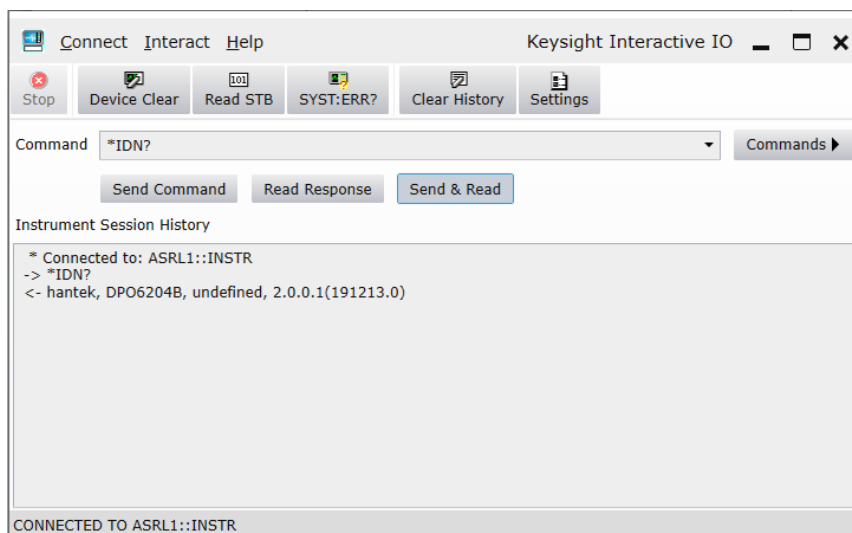 Connect Interact Help Keysight Interactive IO
Stop Device Clear 101 Read STB SYST:ERR? Clear History Settings
Command *IDN? Commands
Send Command Read Response Send & Read
Instrument Session History
* Connected to: ASRL1::INSTR
-> *IDN?
<- hantek, DPO6204B, undefined, 2.0.0.1(191213.0)
CONNECTED TO ASRL1::INSTR